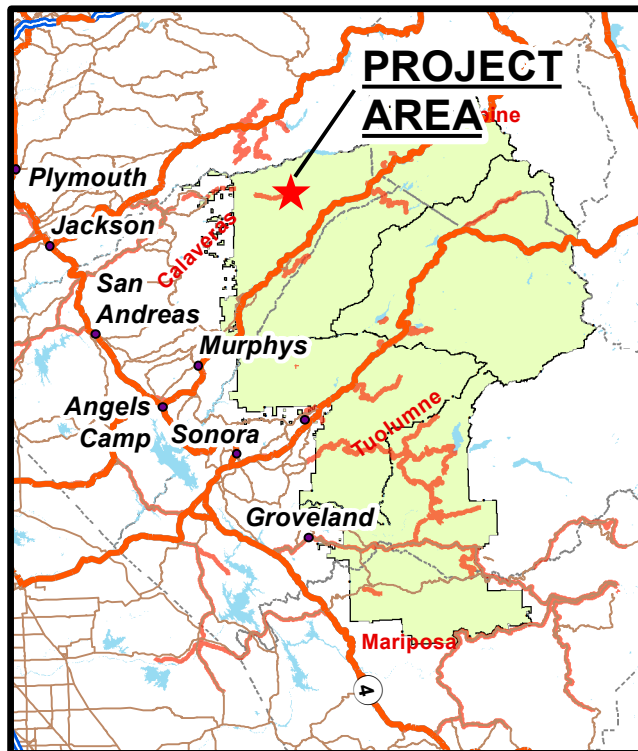 PROJECT
AREA
Plymouth
Jackson
Calaveras
San
Andreas
Murphys
Angels
Camp
Sonora
Tuolumne
Groveland
Mariposa
4